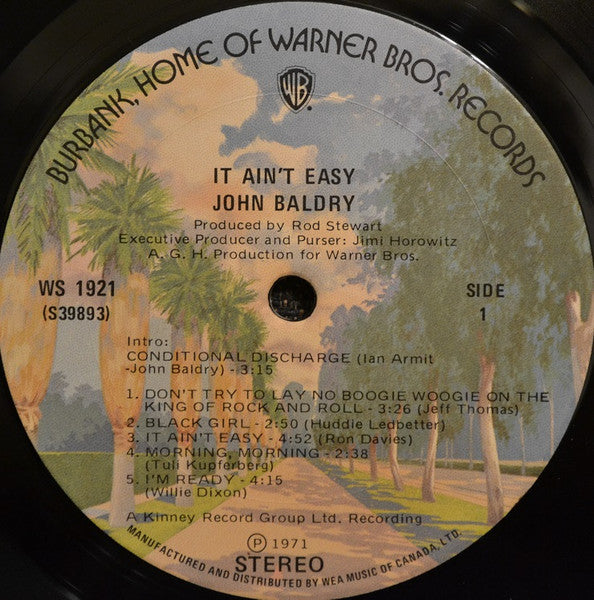 BURBANK, HOME OF WARNER BROS. RECORDS
WB
IT AIN'T EASY
JOHN BALDRY
Produced by Rod Stewart
Executive Producer and Purser: Jimi Horowitz
A. G. H. Production for Warner Bros.
WS 1921
(S39893)
SIDE
1
Intro:
CONDITIONAL DISCHARGE (Ian Armit
-John Baldry) - 3:15
1. DON'T TRY TO LAY NO BOOGIE WOOGIE ON THE
KING OF ROCK AND ROLL - 3:26 (Jeff Thomas)
2. BLACK GIRL - 2:50 (Huddie Ledbetter)
3. IT AIN'T EASY - 4:52 (Ron Davies)
4. MORNING, MORNING - 2:38
(Tuli Kupferberg)
5. I'M READY - 4:15
(Willie Dixon)
A Kinney Record Group Ltd. Recording
Ⓟ 1971
STEREO
MANUFACTURED AND DISTRIBUTED BY WEA MUSIC OF CANADA, LTD.